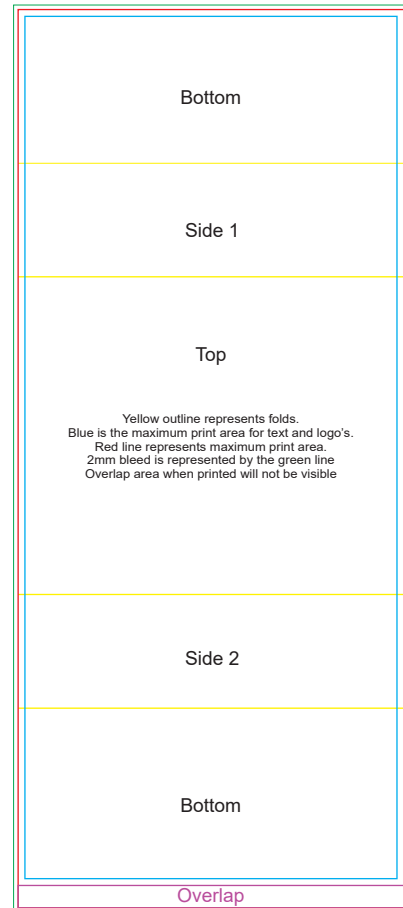 Bottom
Side 1
Top
Yellow outline represents folds.
Blue is the maximum print area for text and logo's.
Red line represents maximum print area.
2mm bleed is represented by the green line
Overlap area when printed will not be visible
Side 2
Bottom
Overlap